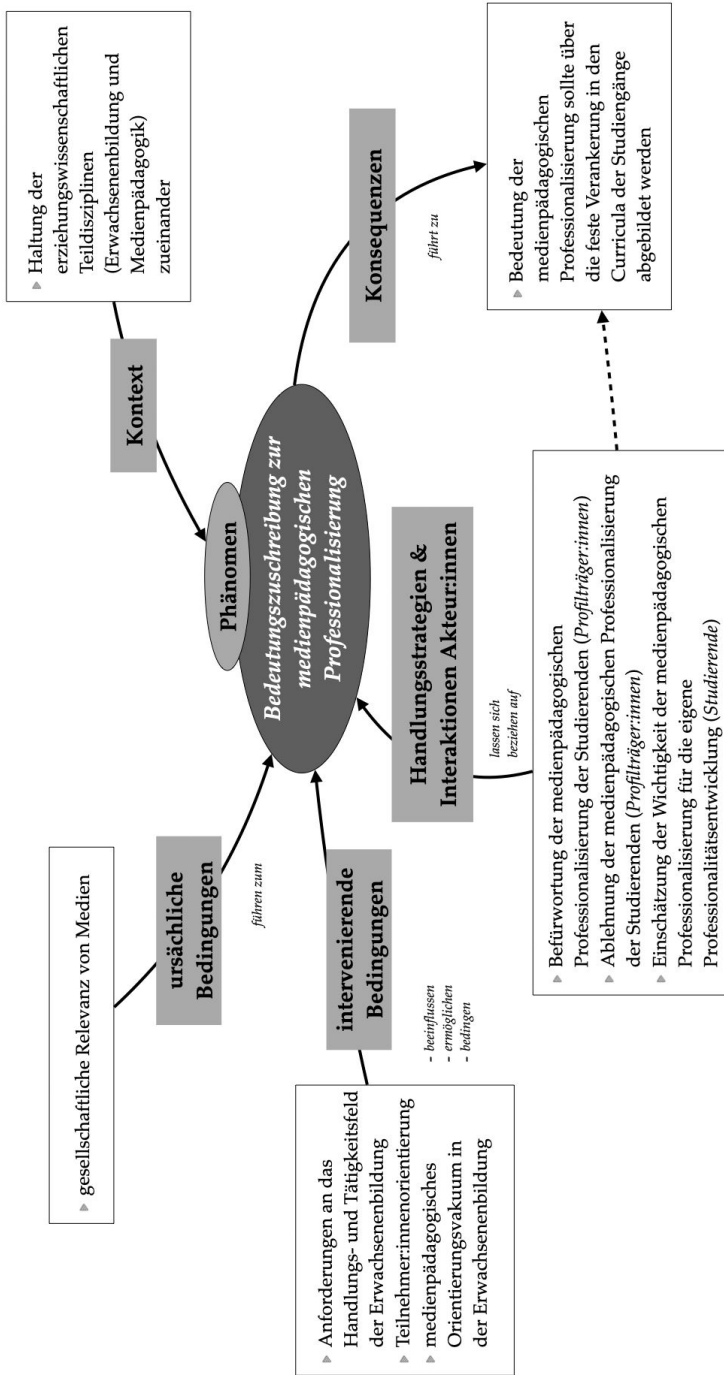 gesellschaftliche Relevanz von Medien
ursächliche
Bedingungen
führen zum
Kontext
Haltung der
erziehungswissenschaftlichen
Teildisziplinen
(Erwachsenenbildung und
Medienpädagogik)
zueinander
Phänomen
Bedeutungszuschreibung zur
medienpädagogischen
Professionalisierung
Anforderungen an das
Handlungs- und Tätigkeitsfeld
der Erwachsenenbildung
Teilnehmer:innenorientierung
medienpädagogisches
Orientierungsvakuum in
der Erwachsenenbildung
intervenierende
Bedingungen
- beeinflussen
- ermöglichen
- bedingen
Handlungsstrategien &
Interaktionen Akteur:innen
lassen sich
beziehen auf
Konsequenzen
führt zu
Befürwortung der medienpädagogischen
Professionalisierung der Studierenden (Profilträger:innen)
Ablehnung der medienpädagogischen Professionalisierung
der Studierenden (Profilträger:innen)
Einschätzung der Wichtigkeit der medienpädagogischen
Professionalisierung für die eigene
Professionalitätsentwicklung (Studierende)
Bedeutung der
medienpädagogischen
Professionalisierung sollte über
die feste Verankerung in den
Curricula der Studiengänge
abgebildet werden